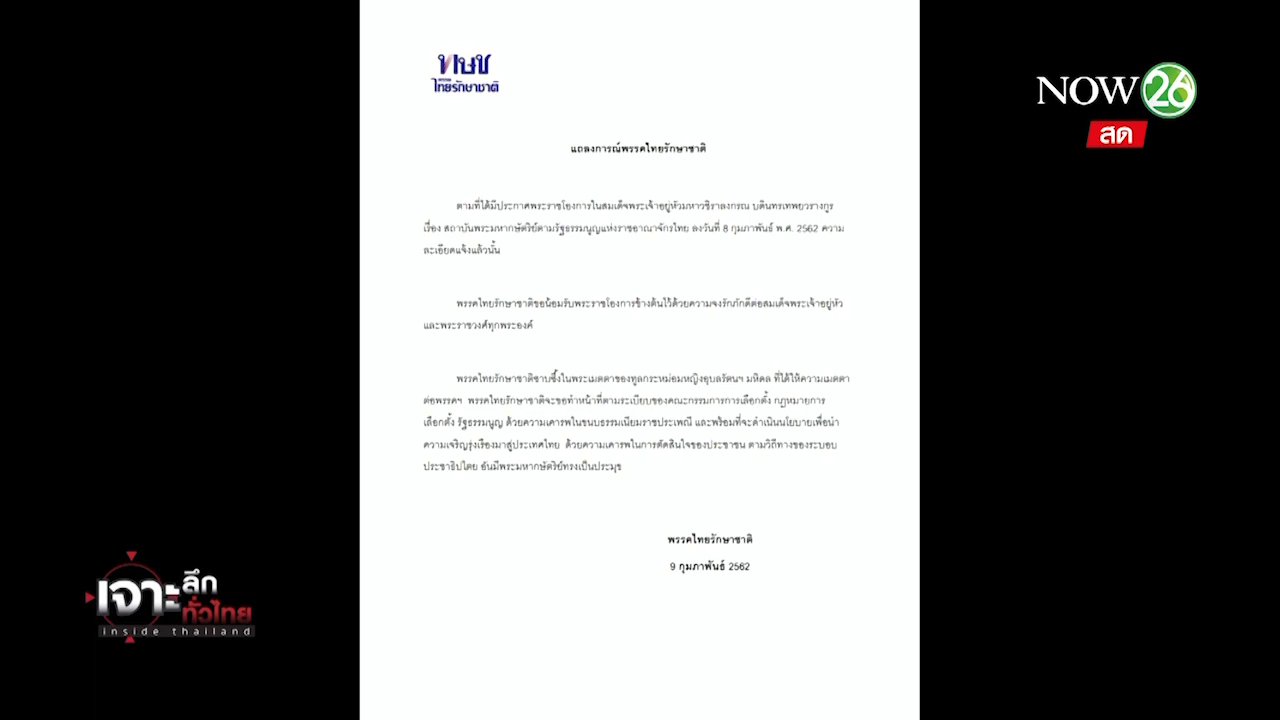 ทษช
พรรค
ไทยรักษาชาติ
NOW 26
สด
แถลงการณ์พรรคไทยรักษาชาติ
ตามที่ได้มีประกาศพระราชโองการในสมเด็จพระเจ้าอยู่หัวมหาวชิราลงกรณ บดินทรเทพยวรางกูร
เรื่อง สถาบันพระมหากษัตริย์ตามรัฐธรรมนูญแห่งราชอาณาจักรไทย ลงวันที่ 8 กุมภาพันธ์ พ.ศ. 2562 ความ
ละเอียดแจ้งแล้วนั้น
พรรคไทยรักษาชาติขอน้อมรับพระราชโองการข้างต้นไว้ด้วยความจงรักภักดีต่อสมเด็จพระเจ้าอยู่หัว
และพระราชวงศ์ทุกพระองค์
พรรคไทยรักษาชาติซาบซึ้งในพระเมตตาของทูลกระหม่อมหญิงอุบลรัตนฯ มหิดล ที่ได้ให้ความเมตตา
ต่อพรรคฯ พรรคไทยรักษาชาติจะขอทำหน้าที่ตามระเบียบของคณะกรรมการการเลือกตั้ง กฎหมายการ
เลือกตั้ง รัฐธรรมนูญ ด้วยความเคารพในขนบธรรมเนียมราชประเพณี และพร้อมที่จะดำเนินนโยบายเพื่อนำ
ความเจริญรุ่งเรืองมาสู่ประเทศไทย ด้วยความเคารพในการตัดสินใจของประชาชน ตามวิถีทางของระบอบ
ประชาธิปไตย อันมีพระมหากษัตริย์ทรงเป็นประมุข
พรรคไทยรักษาชาติ
9 กุมภาพันธ์ 2562
เจาะลึก
ทั่วไทย
inside thailand